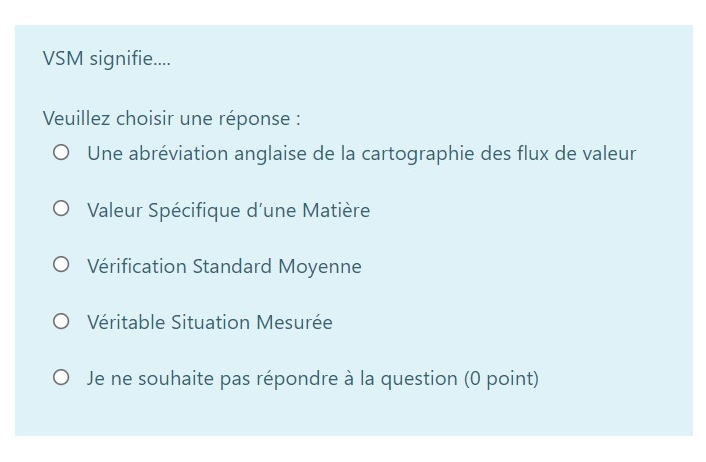 VSM signifie....
Veuillez choisir une réponse :
Une abréviation anglaise de la cartographie des flux de valeur
Valeur Spécifique d’une Matière
Vérification Standard Moyenne
Véritable Situation Mesurée
Je ne souhaite pas répondre à la question (0 point)